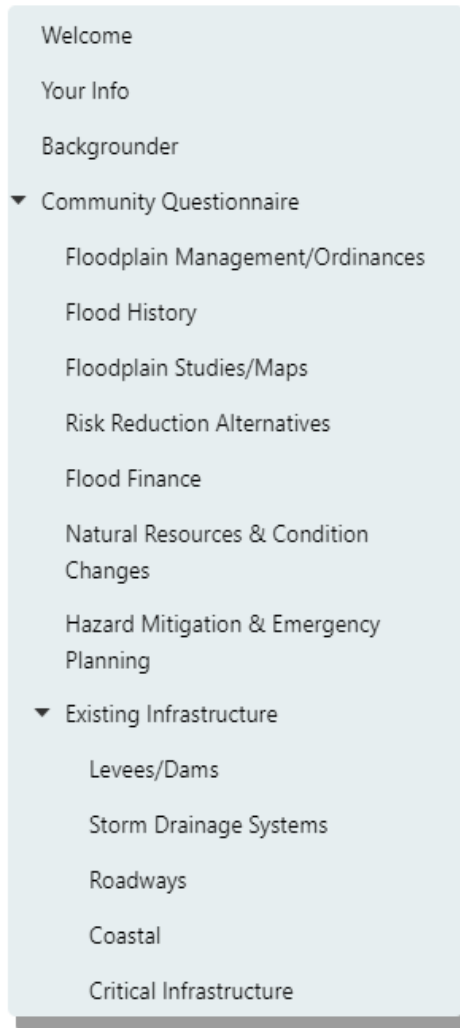 Welcome
Your Info
Backgrounder
Community Questionnaire
Floodplain Management/Ordinances
Flood History
Floodplain Studies/Maps
Risk Reduction Alternatives
Flood Finance
Natural Resources & Condition
Changes
Hazard Mitigation & Emergency
Planning
Existing Infrastructure
Levees/Dams
Storm Drainage Systems
Roadways
Coastal
Critical Infrastructure